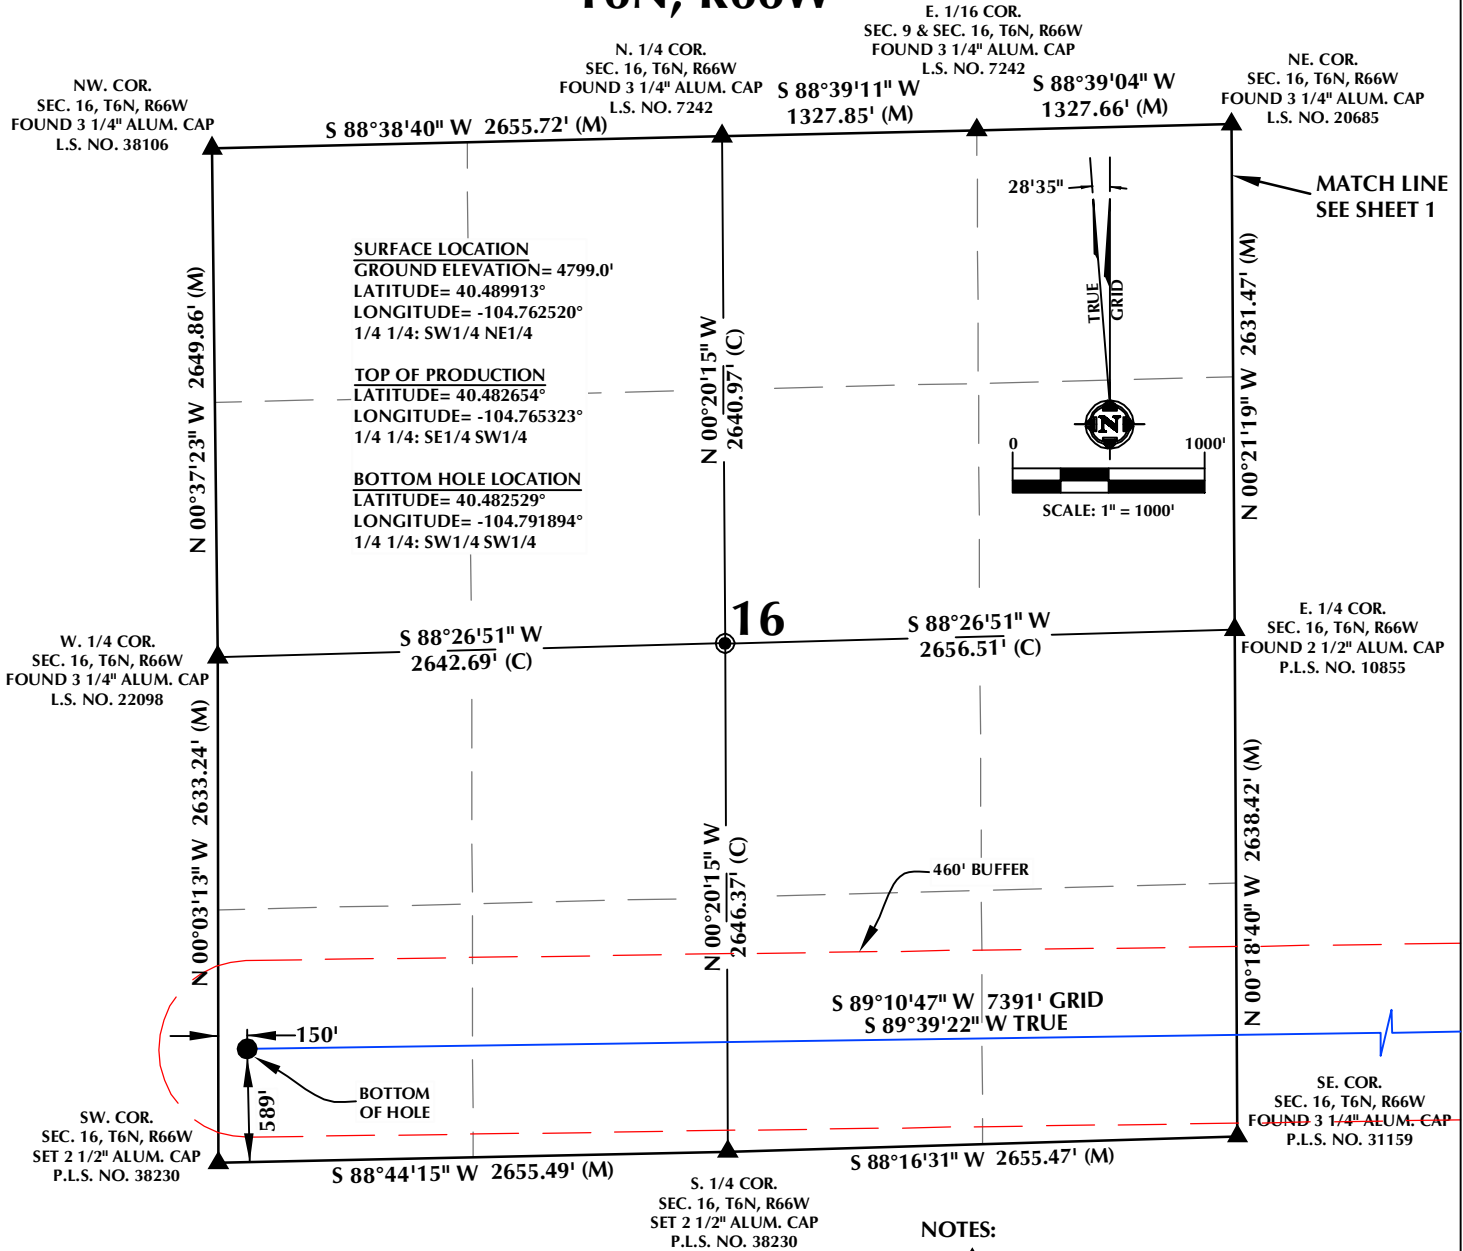 T6N, R66W
E. 1/16 COR.
SEC. 9 & SEC. 16, T6N, R66W
FOUND 3 1/4" ALUM. CAP
L.S. NO. 7242
N. 1/4 COR.
SEC. 16, T6N, R66W
FOUND 3 1/4" ALUM. CAP
L.S. NO. 7242
NW. COR.
SEC. 16, T6N, R66W
FOUND 3 1/4" ALUM. CAP
L.S. NO. 38106
NE. COR.
SEC. 16, T6N, R66W
FOUND 3 1/4" ALUM. CAP
L.S. NO. 20685
S 88°38'40" W 2655.72' (M)
S 88°39'11" W
1327.85' (M)
S 88°39'04" W
1327.66' (M)
MATCH LINE
SEE SHEET 1
28'35"
TRUE
GRID
N
0 1000'
SCALE: 1" = 1000'
SURFACE LOCATION
GROUND ELEVATION= 4799.0'
LATITUDE= 40.489913°
LONGITUDE= -104.762520°
1/4 1/4: SW1/4 NE1/4
TOP OF PRODUCTION
LATITUDE= 40.482654°
LONGITUDE= -104.765323°
1/4 1/4: SE1/4 SW1/4
BOTTOM HOLE LOCATION
LATITUDE= 40.482529°
LONGITUDE= -104.791894°
1/4 1/4: SW1/4 SW1/4
N 00°37'23" W 2649.86' (M)
N 00°20'15" W
2640.97' (C)
N 00°21'19" W 2631.47' (M)
16
W. 1/4 COR.
SEC. 16, T6N, R66W
FOUND 3 1/4" ALUM. CAP
L.S. NO. 22098
S 88°26'51" W
2642.69' (C)
S 88°26'51" W
2656.51' (C)
E. 1/4 COR.
SEC. 16, T6N, R66W
FOUND 2 1/2" ALUM. CAP
P.L.S. NO. 10855
N 00°03'13" W 2633.24' (M)
N 00°20'15" W
2646.37' (C)
N 00°18'40" W 2638.42' (M)
460' BUFFER
S 89°10'47" W 7391' GRID
S 89°39'22" W TRUE
150'
589'
BOTTOM
OF HOLE
SW. COR.
SEC. 16, T6N, R66W
SET 2 1/2" ALUM. CAP
P.L.S. NO. 38230
SE. COR.
SEC. 16, T6N, R66W
FOUND 3 1/4" ALUM. CAP
P.L.S. NO. 31159
S 88°44'15" W 2655.49' (M)
S 88°16'31" W 2655.47' (M)
S. 1/4 COR.
SEC. 16, T6N, R66W
SET 2 1/2" ALUM. CAP
P.L.S. NO. 38230
NOTES: